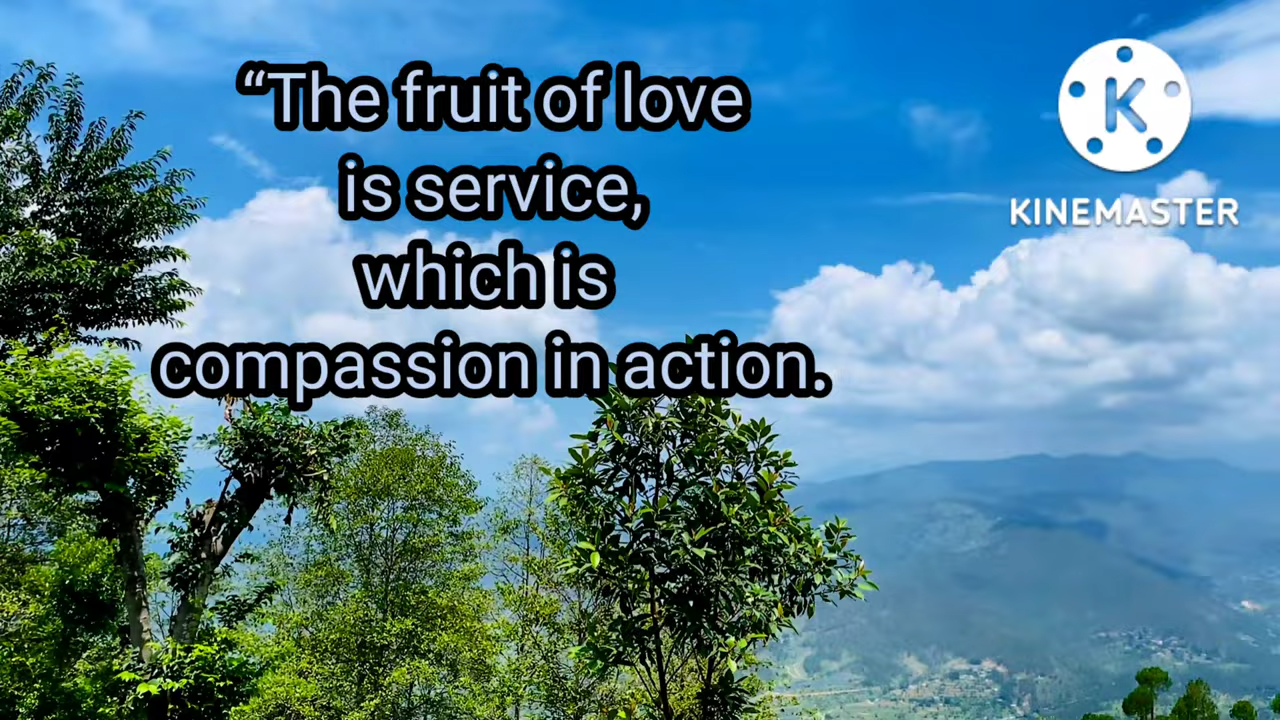 “The fruit of love
is service,
which is
compassion in action.
K
KINEMASTER